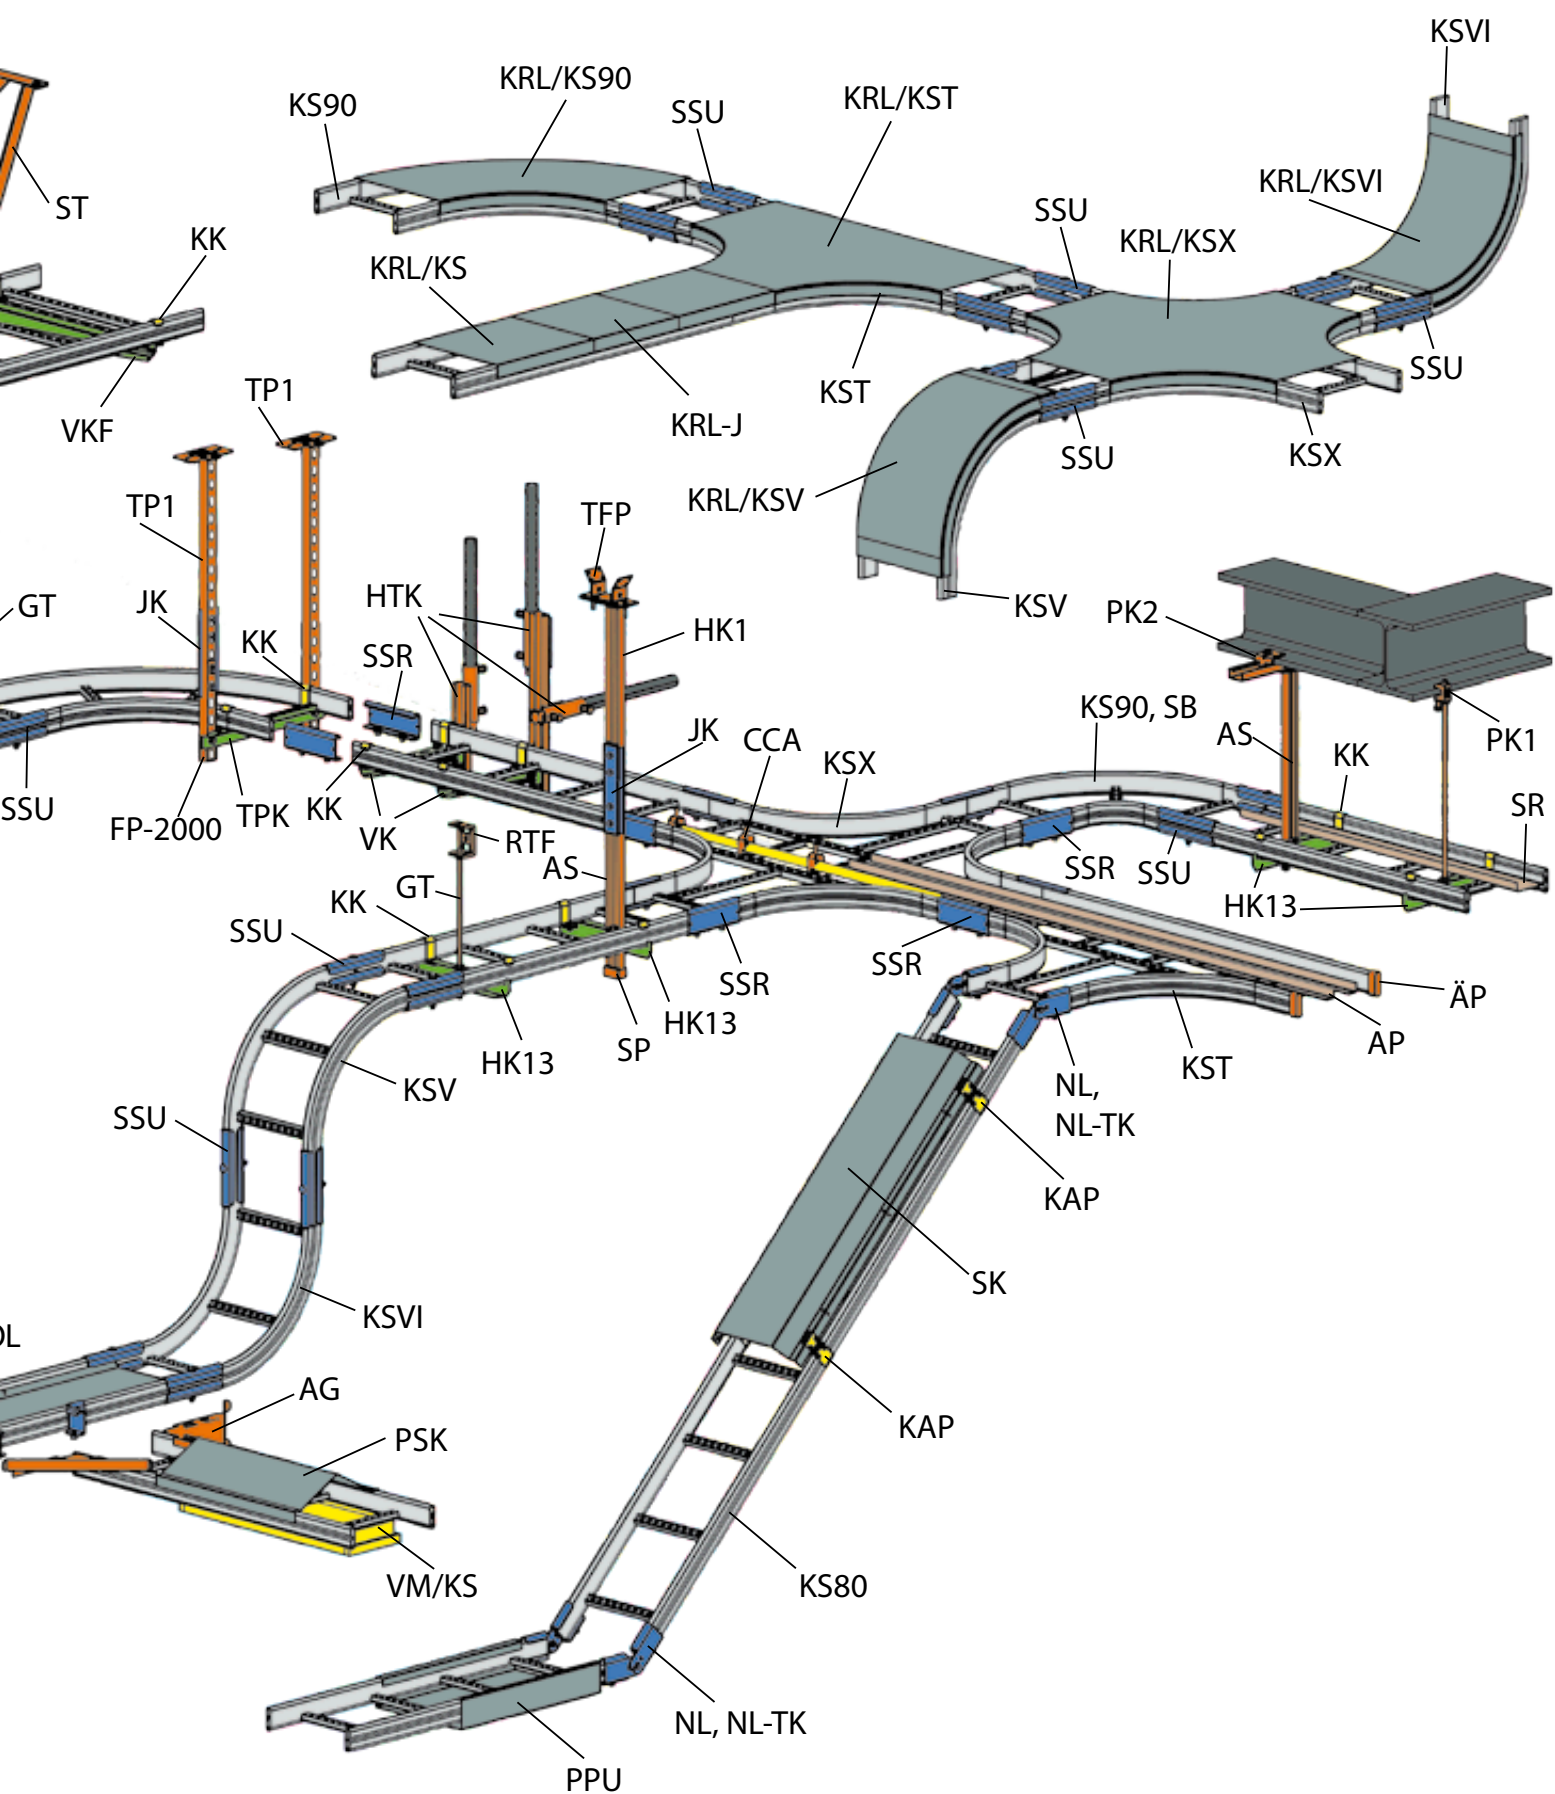 KSVI
KRL/KS90
KS90
SSU
KRL/KST
KRL/KSVI
ST
SSU
KK
KRL/KSX
KRL/KS
SSU
TP1
KST
KRL-J
VKF
SSU
KSX
KRL/KSV
TP1
TFP
HTK
JK
GT
KSV
PK2
HK1
KK
SSR
KS90, SB
AS
PK1
JK
CCA
KSX
KK
SR
SSU
FP-2000
TPK
KK
VK
RTF
AS
SSR
SSU
GT
KK
HK13
SSU
SSR
SSR
ÄP
HK13
SP
HK13
AP
KST
KSV
NL,
NL-TK
SSU
KAP
SK
KSVI
AG
KAP
PSK
VM/KS
KS80
NL, NL-TK
PPU